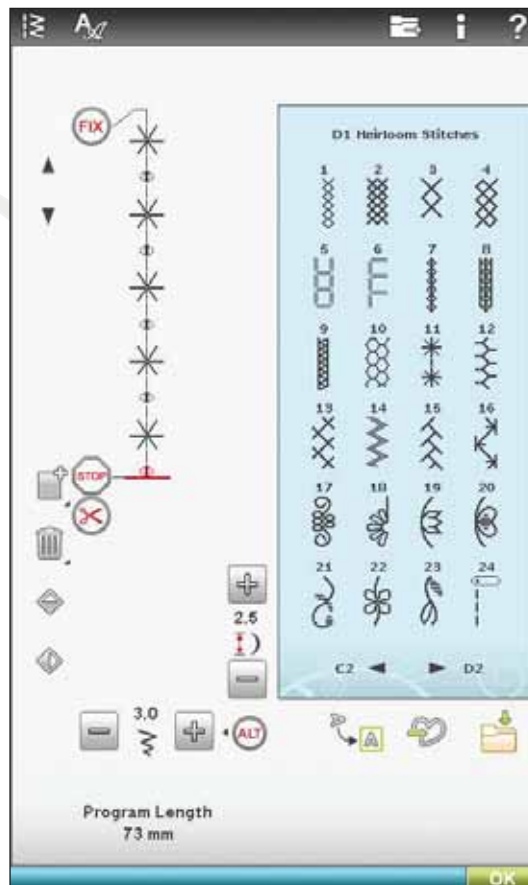 A
?
FIX
D1 Heirloom Stitches
1 2 3 4
5 6 7 8
9 10 11 12
13 14 15 16
17 18 19 20
21 22 23 24
STOP
2.5
C2 D2
3.0
ALT
A A
Program Length
73 mm
OK